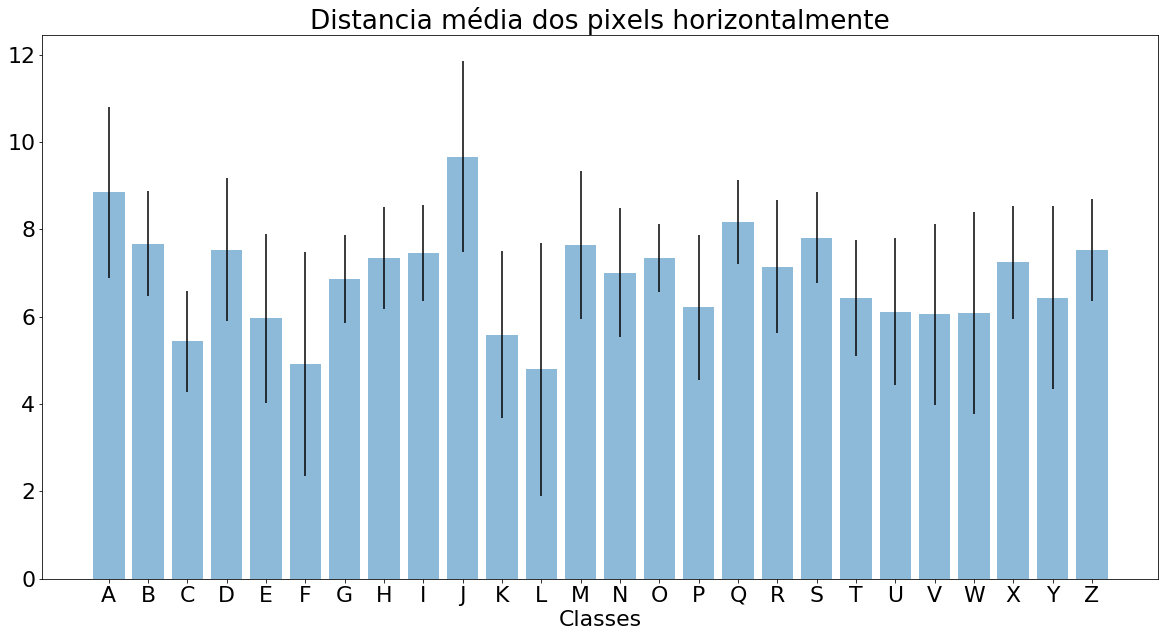 Distancia média dos pixels horizontalmente
12
10
8
6
4
2
0
A B C D E F G H I J K L M N O P Q R S T U V W X Y Z
Classes